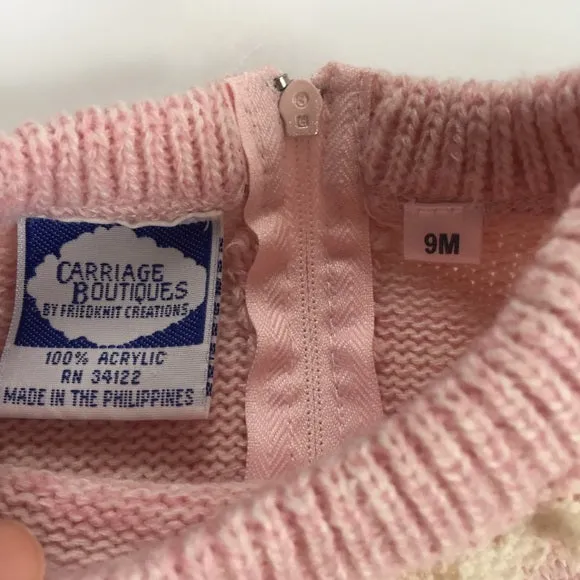 CARRIAGE
BOUTIQUES
BY FRIEDKNIT CREATIONS
100% ACRYLIC
RN 34122
MADE IN THE PHILIPPINES
9M